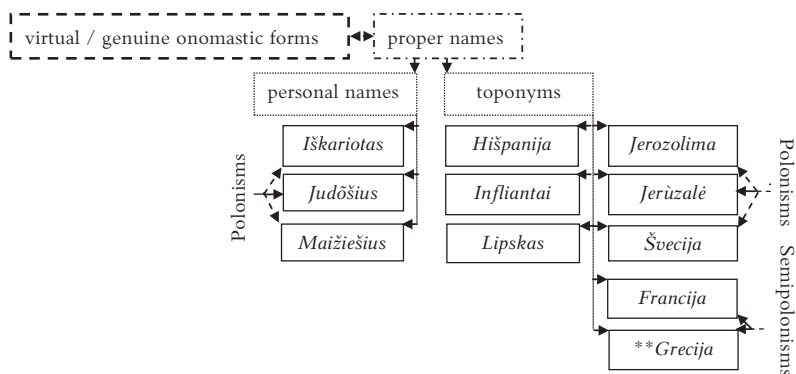 virtual / genuine onomastic forms
proper names
personal names
toponyms
Iškariotas
Hišpanija
Jerozolima
Polonisms
Judõšius
Infliantai
Jerùzalė
Polonisms
Maižiešius
Lipskas
Švecija
Francija
**Grecija
Semipolonisms